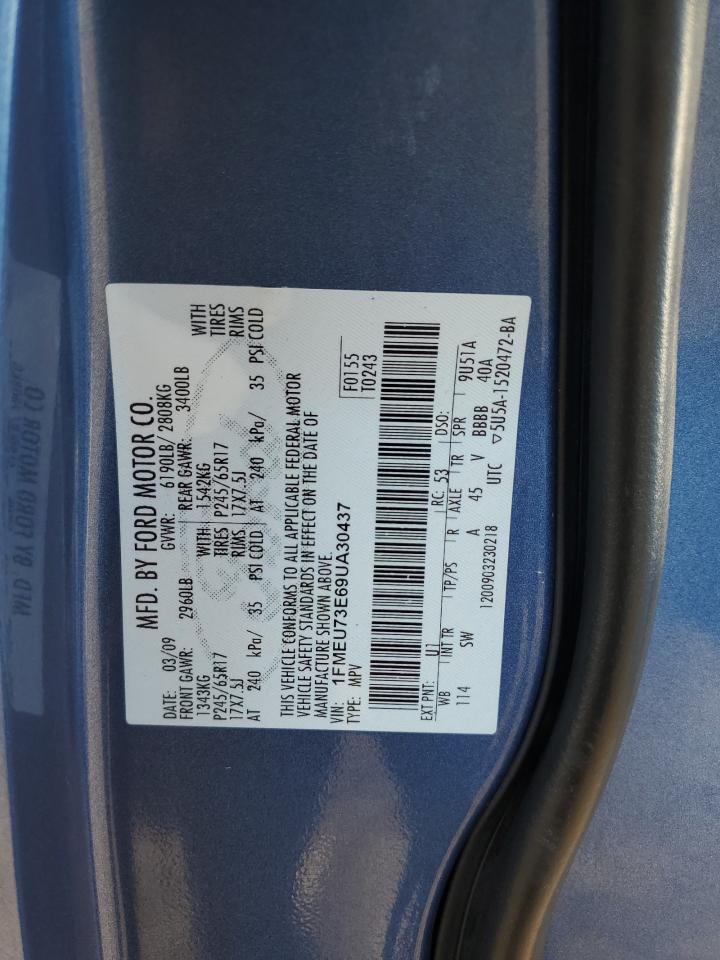 MFD. BY FORD MOTOR CO.
DATE: 03/09 GVWR: 6190LB/ 2808KG
FRONT GAWR: 2960LB REAR GAWR: 3400LB
1343KG WITH 1542KG WITH
P245/65R17 TIRES P245/65R17 TIRES
17X7.5J RIMS 17X7.5J RIMS
AT 240 kPa/ 35 PSI COLD AT 240 kPa/ 35 PSI COLD
THIS VEHICLE CONFORMS TO ALL APPLICABLE FEDERAL MOTOR
VEHICLE SAFETY STANDARDS IN EFFECT ON THE DATE OF
MANUFACTURE SHOWN ABOVE.
VIN: 1FMEU73E69UA30437 F0155
TYPE: MPV T0243
EXT PNT: UJ RC: 53 DSO:
WB INT TR TP/PS R AXLE TR SPR 9U51A
114 SW A 45 V BBBB 40A
1200903230218 UTC ▽5U5A-1520472-BA